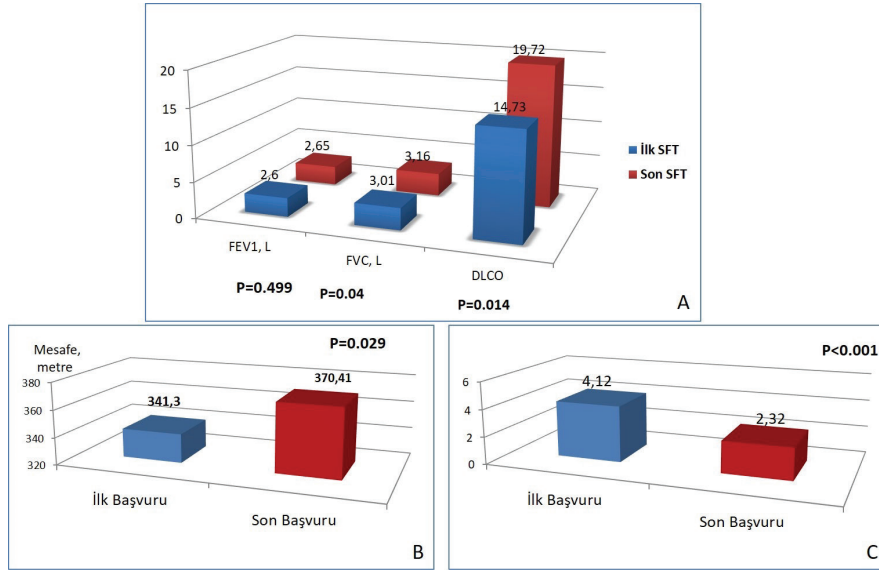 20
15
10
5
0
2,6
2,65
3,01
3,16
14,73
19,72
FEV1, L
FVC, L
DLCO
İlk SFT
Son SFT
P=0.499
P=0.04
P=0.014
A
Mesafe,
metre
P=0.029
380
360
340
320
341,3
370,41
İlk Başvuru
Son Başvuru
B
P<0.001
6
4
2
0
4,12
2,32
İlk Başvuru
Son Başvuru
C